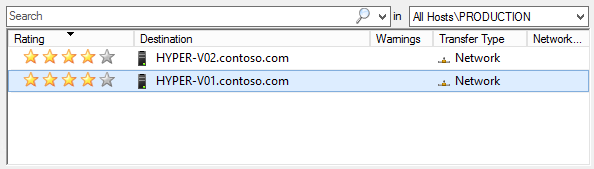 Search in All Hosts\PRODUCTION
Rating Destination Warnings Transfer Type Network...
HYPER-V02.contoso.com Network
HYPER-V01.contoso.com Network